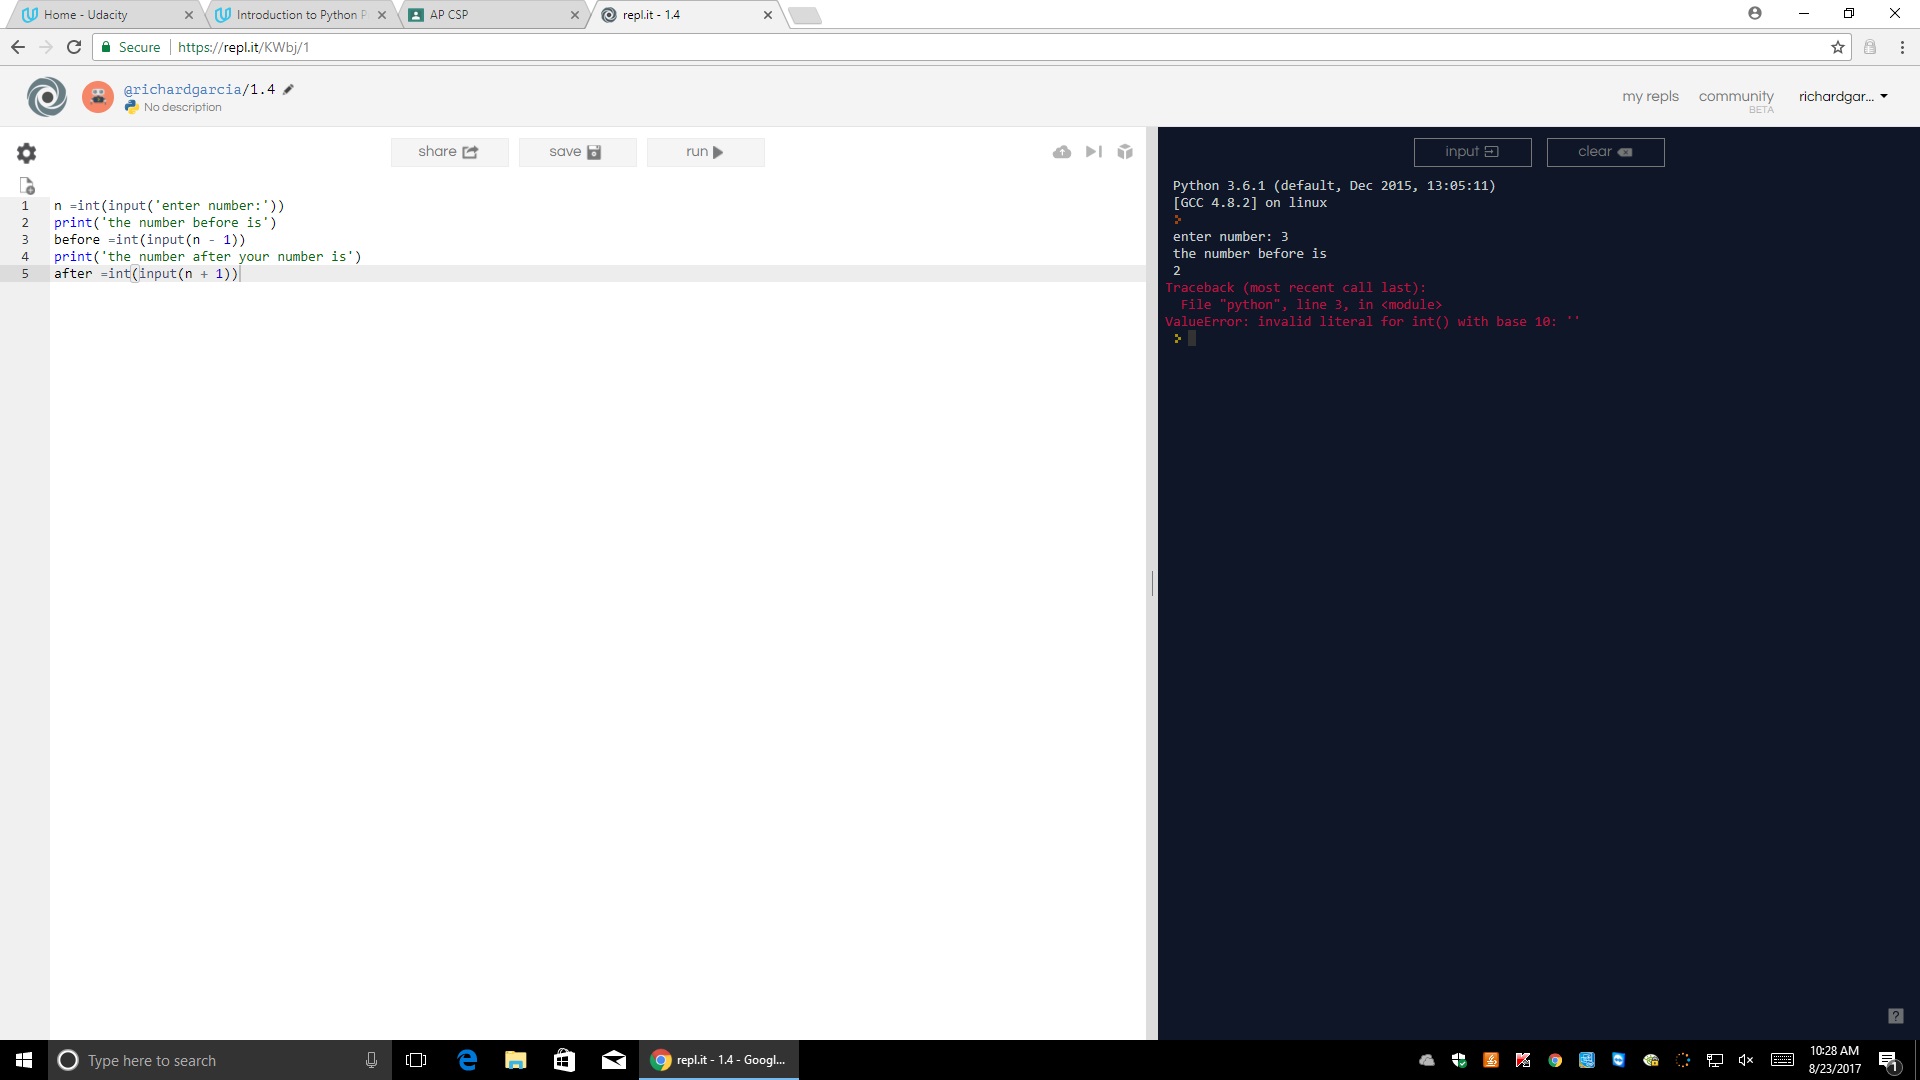 Home - Udacity
Introduction to Python P
AP CSP
repl.it - 1.4
Secure
https://repl.it/KWbj/1
@richardgarcia/1.4
No description
my repls
community
BETA
richardgar...
share
save
run
input
clear
1 n =int(input('enter number:'))
2 print('the number before is')
3 before =int(input(n - 1))
4 print('the number after your number is')
5 after =int(input(n + 1))
Python 3.6.1 (default, Dec 2015, 13:05:11)
[GCC 4.8.2] on linux
enter number: 3
the number before is
2
Traceback (most recent call last):
File "python", line 3, in <module>
ValueError: invalid literal for int() with base 10: ''
?
Type here to search
repl.it - 1.4 - Googl...
10:28 AM
8/23/2017
1